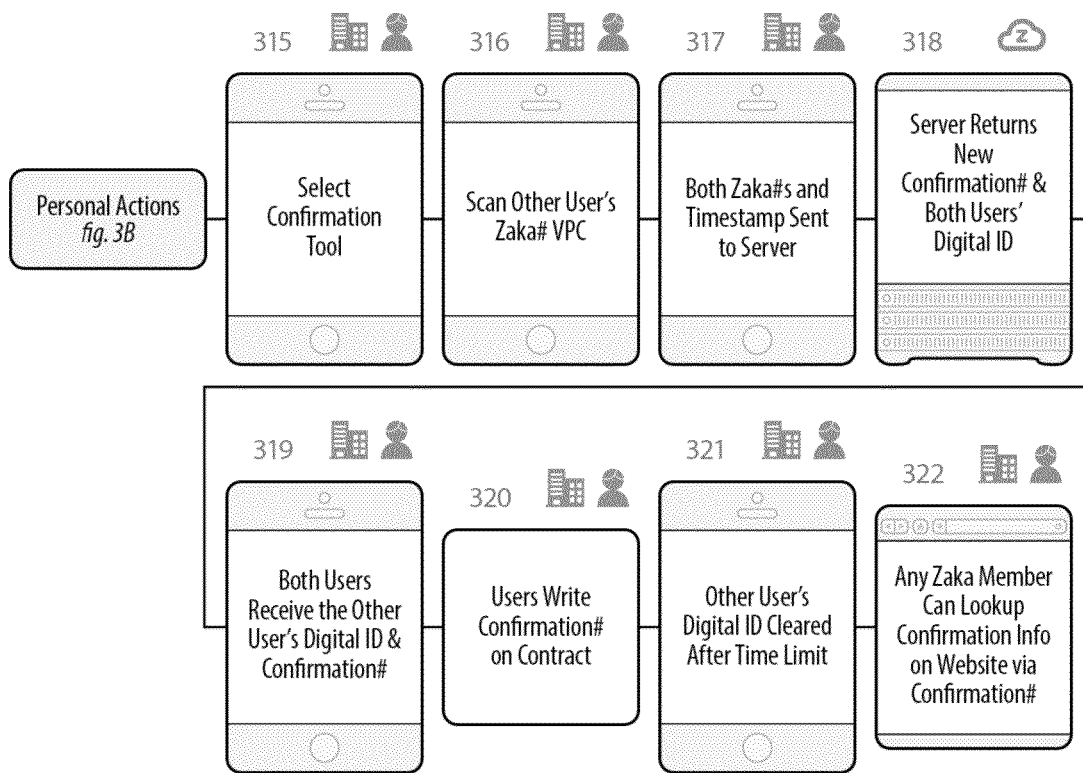 315
316
317
318
Z
Personal Actions
fig. 3B
Select
Confirmation
Tool
Scan Other User's
Zaka# VPC
Both Zaka#s and
Timestamp Sent
to Server
Server Returns
New
Confirmation# &
Both Users'
Digital ID
319
320
321
322
Both Users
Receive the Other
User's Digital ID &
Confirmation#
Users Write
Confirmation#
on Contract
Other User's
Digital ID Cleared
After Time Limit
Any Zaka Member
Can Lookup
Confirmation Info
on Website via
Confirmation#